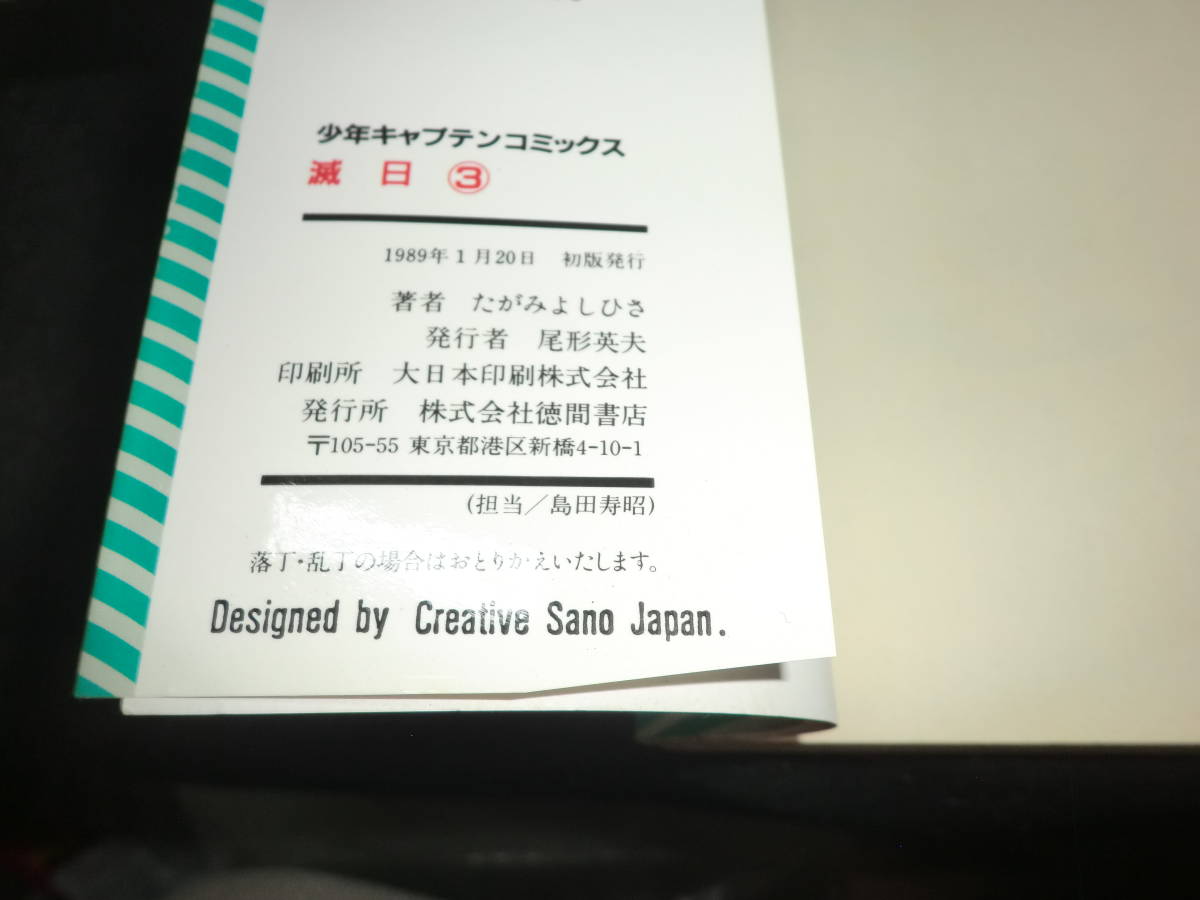 少年キャプテンコミックス
滅日③
1989年1月20日 初版発行
著者 たがみよしひさ
発行者 尾形英夫
印刷所 大日本印刷株式会社
発行所 株式会社徳間書店
〒105-55 東京都港区新橋4-10-1
(担当/島田寿昭)
落丁・乱丁の場合はおとりかえいたします。
Designed by Creative Sano Japan.